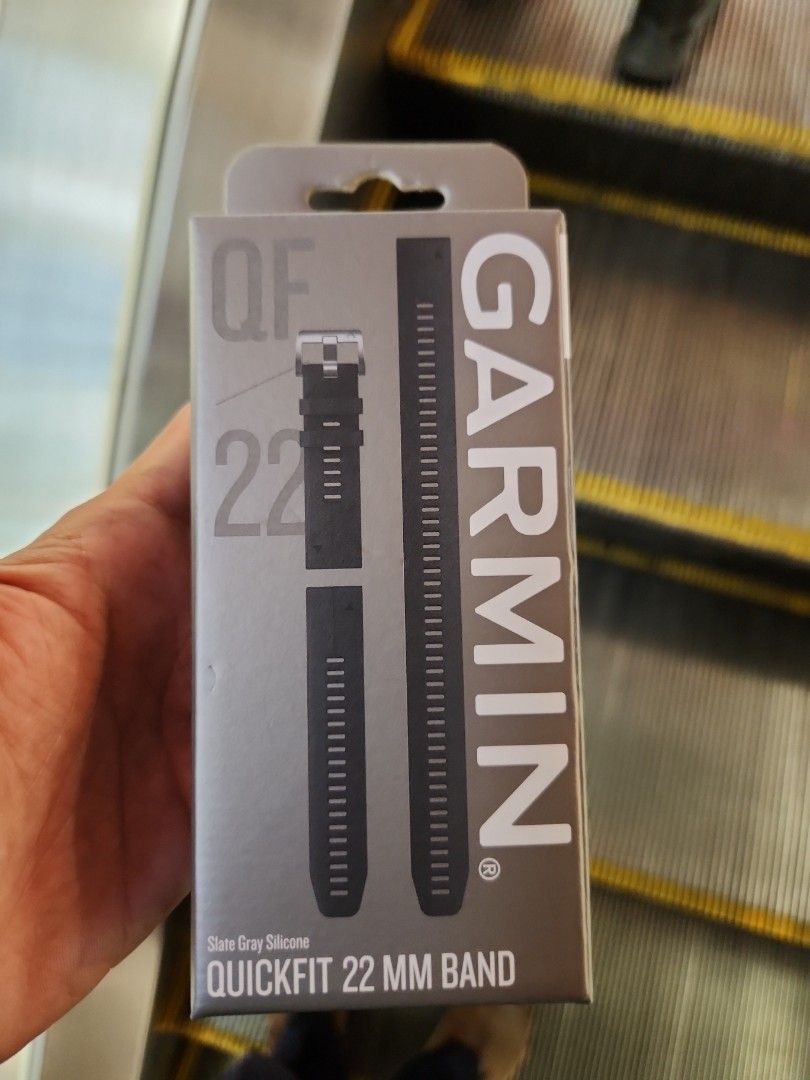 QF
22
GARMIN®
Slate Gray Silicone
QUICKFIT 22 MM BAND